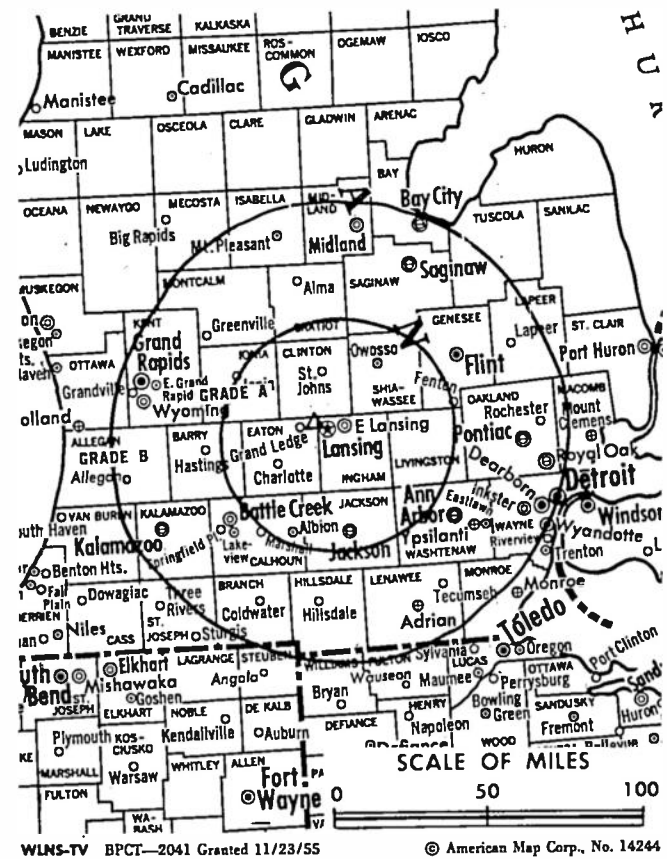 BENZIE GRAND TRAVERSE KALKASKA
MANISTEE WEXFORD MISSAUKEE ROS-COMMON OGEMAW IOSCO
H U
G
Manistee Cadillac
MASON LAKE OSCEOLA CLARE GLADWIN ARENAC
Ludington
BAY HURON
OCEANA NEWAYGO MECOSTA ISABELLA MID-LAND Bay City
TUSCOLA SANILAC
Big Rapids Mt. Pleasant Midland
MUSKEGON MONTCALM Alma SAGINAW Saginaw
LAPEER
KENT Greenville GRATIOT GENESEE Lapeer ST. CLAIR
OTTAWA Grand Rapids IONIA CLINTON Owosso Flint Port Huron
Grandville E. Grand Rapid GRADE A St. Johns SHIA-WASSEE Fenton
Wyoming OAKLAND MACOMB
Rochester Mount Clemens
ALLEGAN BARRY EATON E Lansing Pontiac
GRADE B Hastings Grand Ledge Lansing LIVINGSTON Royal Oak
Allegan Charlotte INGHAM Dearborn Detroit
VAN BUREN KALAMAZOO Battle Creek JACKSON Ann Arbor Eastlawn Inkster Windsor
Kalamazoo Springfield Pl. Lake-view Marshall Albion Jackson Ypsilanti WAYNE Wyandotte
CALHOUN WASHTENAW Riverview Trenton
Benton Hts. BRANCH HILLSDALE LENAWEE MONROE
Fair Plain Dowagiac Three Rivers Coldwater Hillsdale Tecumseh Monroe
Niles CASS ST. JOSEPH Sturgis Adrian
Toledo
Elkhart LAGRANGE STEUBEN WILLIAMS FULTON Sylvania LUCAS Oregon
Bend Mishawaka Angola Wauseon Maumee Perrysburg OTTAWA Port Clinton
ST. JOSEPH Goshen Bryan
ELKHART NOBLE DE KALB HENRY Bowling Green SANDUSKY
Plymouth KOS-CIUSKO Kendallville Auburn DEFIANCE Napoleon Fremont Huron
Defiance WOOD
MARSHALL Warsaw WHITLEY ALLEN
FULTON Fort Wayne
WA-BASH
SCALE OF MILES
0 50 100
WLNS-TV BPCT—2041 Granted 11/23/55 © American Map Corp., No. 14244